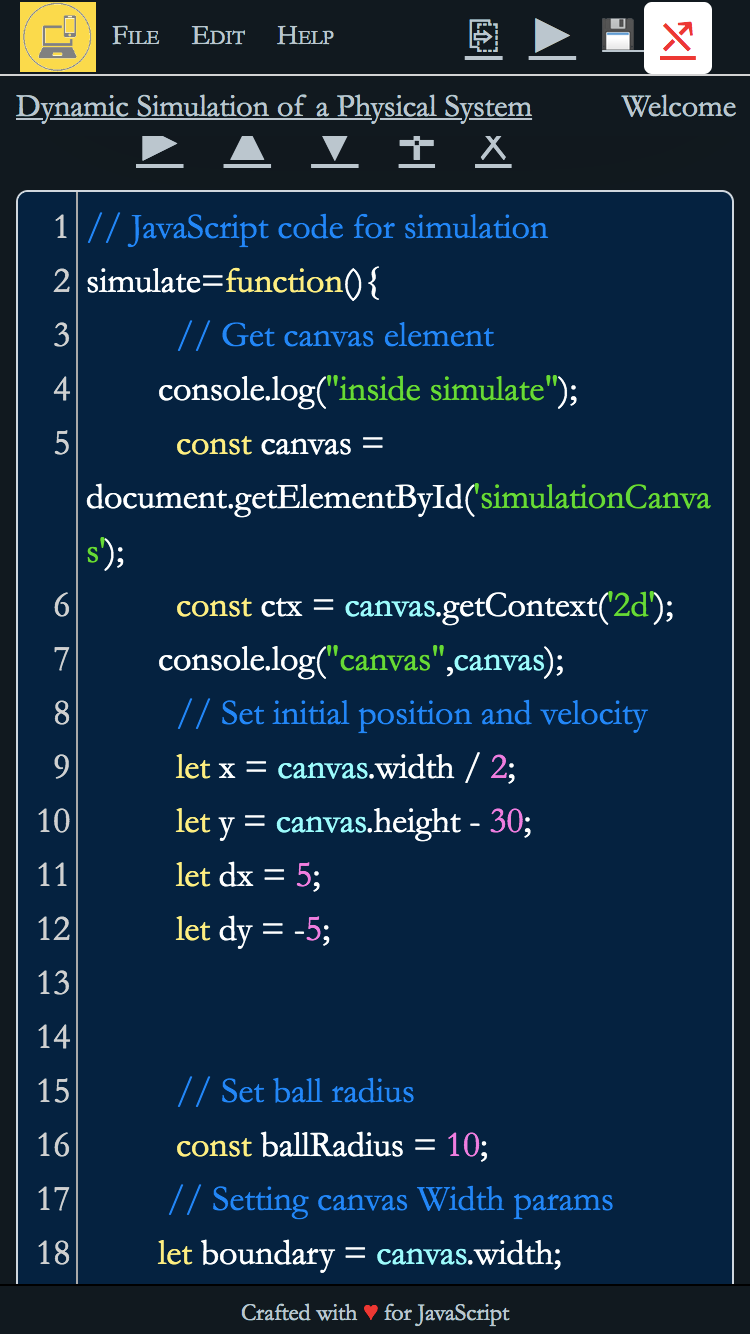 File Edit Help
Dynamic Simulation of a Physical System Welcome
1 // JavaScript code for simulation
2 simulate=function(){
3 // Get canvas element
4 console.log("inside simulate");
5 const canvas =
document.getElementById('simulationCanva
s');
6 const ctx = canvas.getContext('2d');
7 console.log("canvas",canvas);
8 // Set initial position and velocity
9 let x = canvas.width / 2;
10 let y = canvas.height - 30;
11 let dx = 5;
12 let dy = -5;
13
14
15 // Set ball radius
16 const ballRadius = 10;
17 // Setting canvas Width params
18 let boundary = canvas.width;
Crafted with ♥ for JavaScript